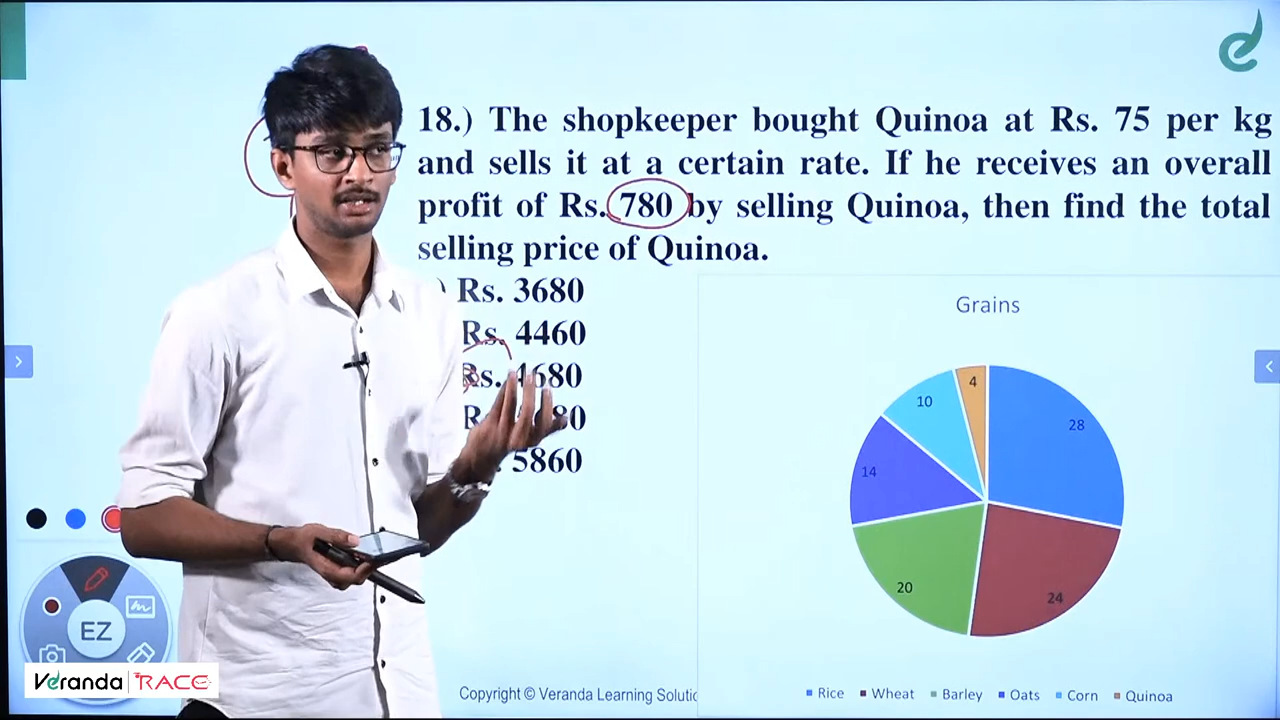 18.) The shopkeeper bought Quinoa at Rs. 75 per kg
and sells it at a certain rate. If he receives an overall
profit of Rs. 780 by selling Quinoa, then find the total
selling price of Quinoa.
) Rs. 3680
Rs. 4460
Rs. 4680
80
5860
Grains
4
10
28
14
20
24
Rice Wheat Barley Oats Corn Quinoa
EZ
Veranda RACE
Copyright © Veranda Learning